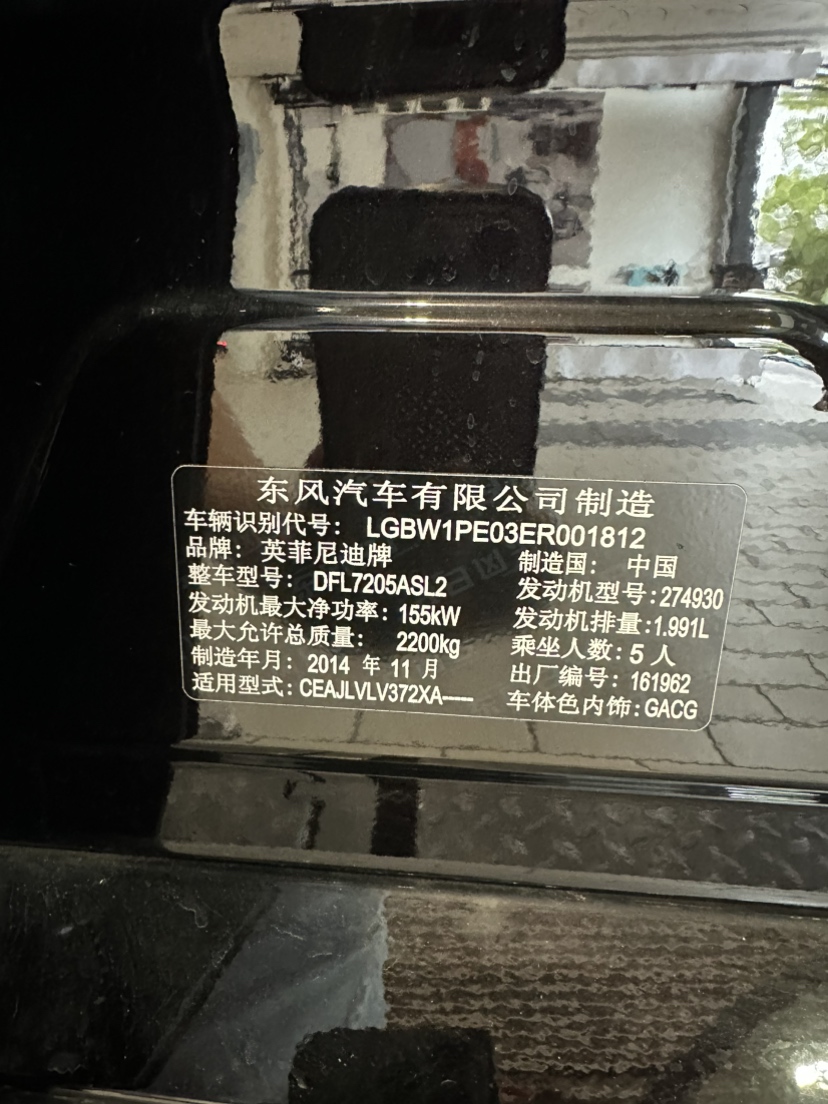 东风汽车有限公司制造
车辆识别代号： LGBW1PE03ER001812
品牌： 英菲尼迪牌 制造国： 中国
整车型号： DFL7205ASL2 发动机型号:274930
发动机最大净功率: 155kW 发动机排量:1.991L
最大允许总质量: 2200kg 乘坐人数:5 人
制造年月: 2014 年 11 月 出厂编号: 161962
适用型式:CEAJLVLV372XA----- 车体色内饰:GACG